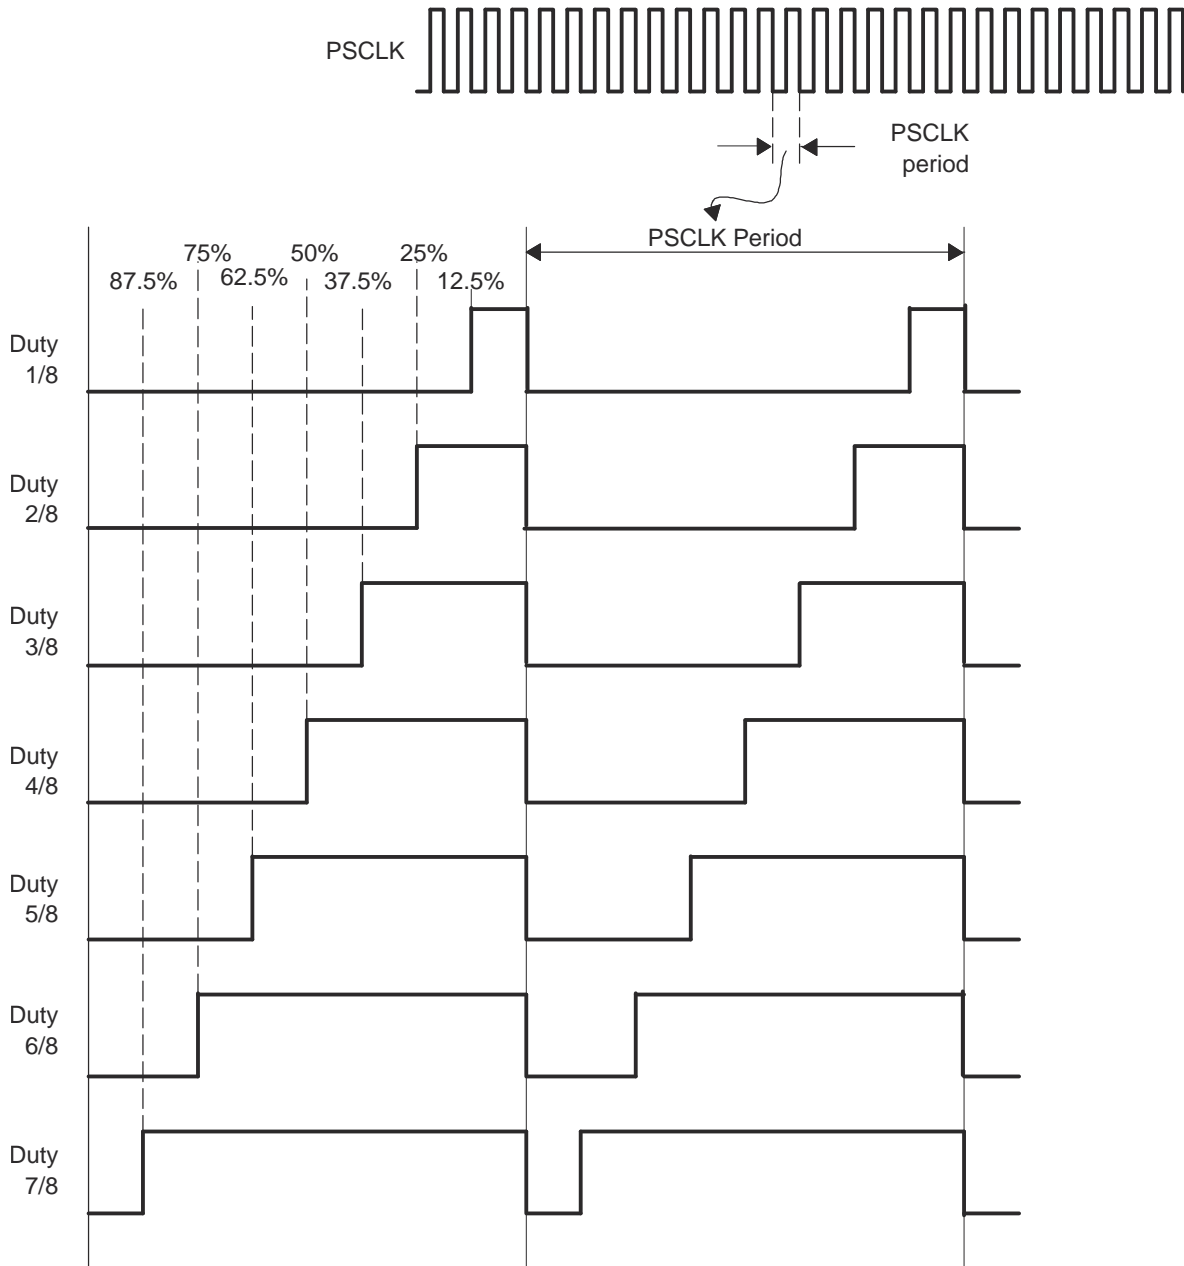 PSCLK
PSCLK
period
PSCLK Period
75%
50%
25%
87.5%
62.5%
37.5%
12.5%
Duty
1/8
Duty
2/8
Duty
3/8
Duty
4/8
Duty
5/8
Duty
6/8
Duty
7/8